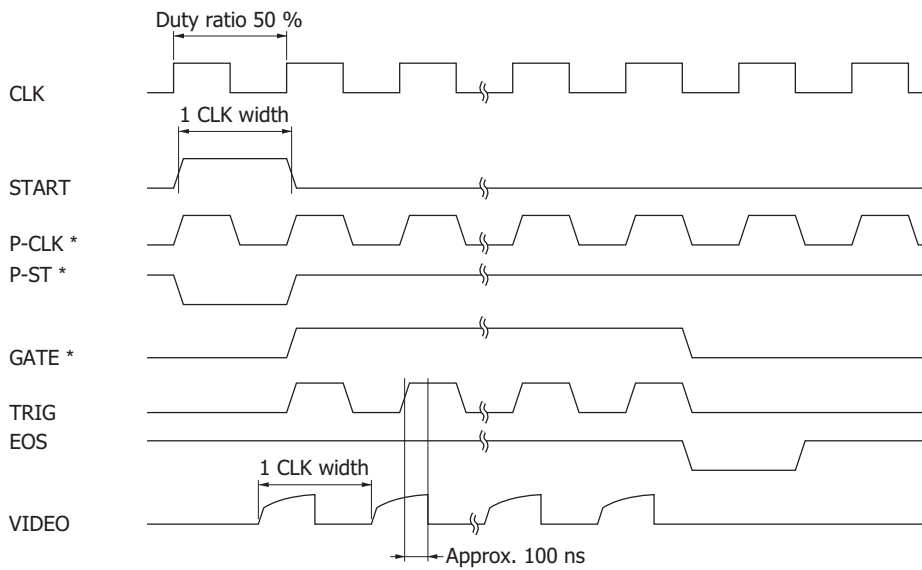 Duty ratio 50 %
CLK
1 CLK width
START
P-CLK *
P-ST *
GATE *
TRIG
EOS
1 CLK width
VIDEO
Approx. 100 ns